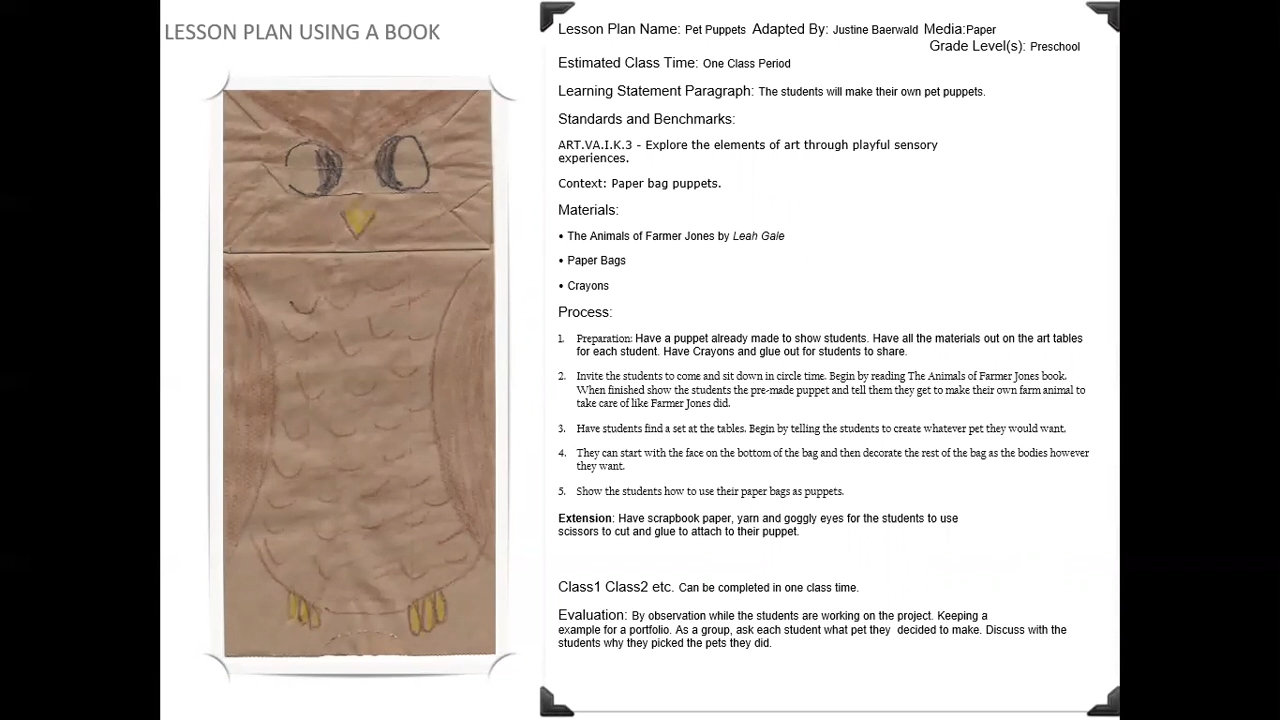 LESSON PLAN USING A BOOK
Lesson Plan Name: Pet Puppets Adapted By: Justine Baerwald Media:Paper
Grade Level(s): Preschool
Estimated Class Time: One Class Period
Learning Statement Paragraph: The students will make their own pet puppets.
Standards and Benchmarks:
ART.VA.I.K.3 - Explore the elements of art through playful sensory
experiences.
Context: Paper bag puppets.
Materials:
• The Animals of Farmer Jones by Leah Gale
• Paper Bags
• Crayons
Process:
1. Preparation: Have a puppet already made to show students. Have all the materials out on the art tables
for each student. Have Crayons and glue out for students to share.
2. Invite the students to come and sit down in circle time. Begin by reading The Animals of Farmer Jones book.
When finished show the students the pre-made puppet and tell them they get to make their own farm animal to
take care of like Farmer Jones did.
3. Have students find a set at the tables. Begin by telling the students to create whatever pet they would want.
4. They can start with the face on the bottom of the bag and then decorate the rest of the bag as the bodies however
they want.
5. Show the students how to use their paper bags as puppets.
Extension: Have scrapbook paper, yarn and goggly eyes for the students to use
scissors to cut and glue to attach to their puppet.
Class1 Class2 etc. Can be completed in one class time.
Evaluation: By observation while the students are working on the project. Keeping a
example for a portfolio. As a group, ask each student what pet they decided to make. Discuss with the
students why they picked the pets they did.